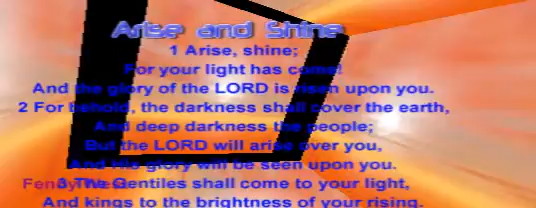 Arise and Shine
1 Arise, shine;
For your light has come!
And the glory of the LORD is risen upon you.
2 For behold, the darkness shall cover the earth,
And deep darkness the people;
But the LORD will arise over you,
And His glory will be seen upon you.
3 The Gentiles shall come to your light,
And kings to the brightness of your rising.